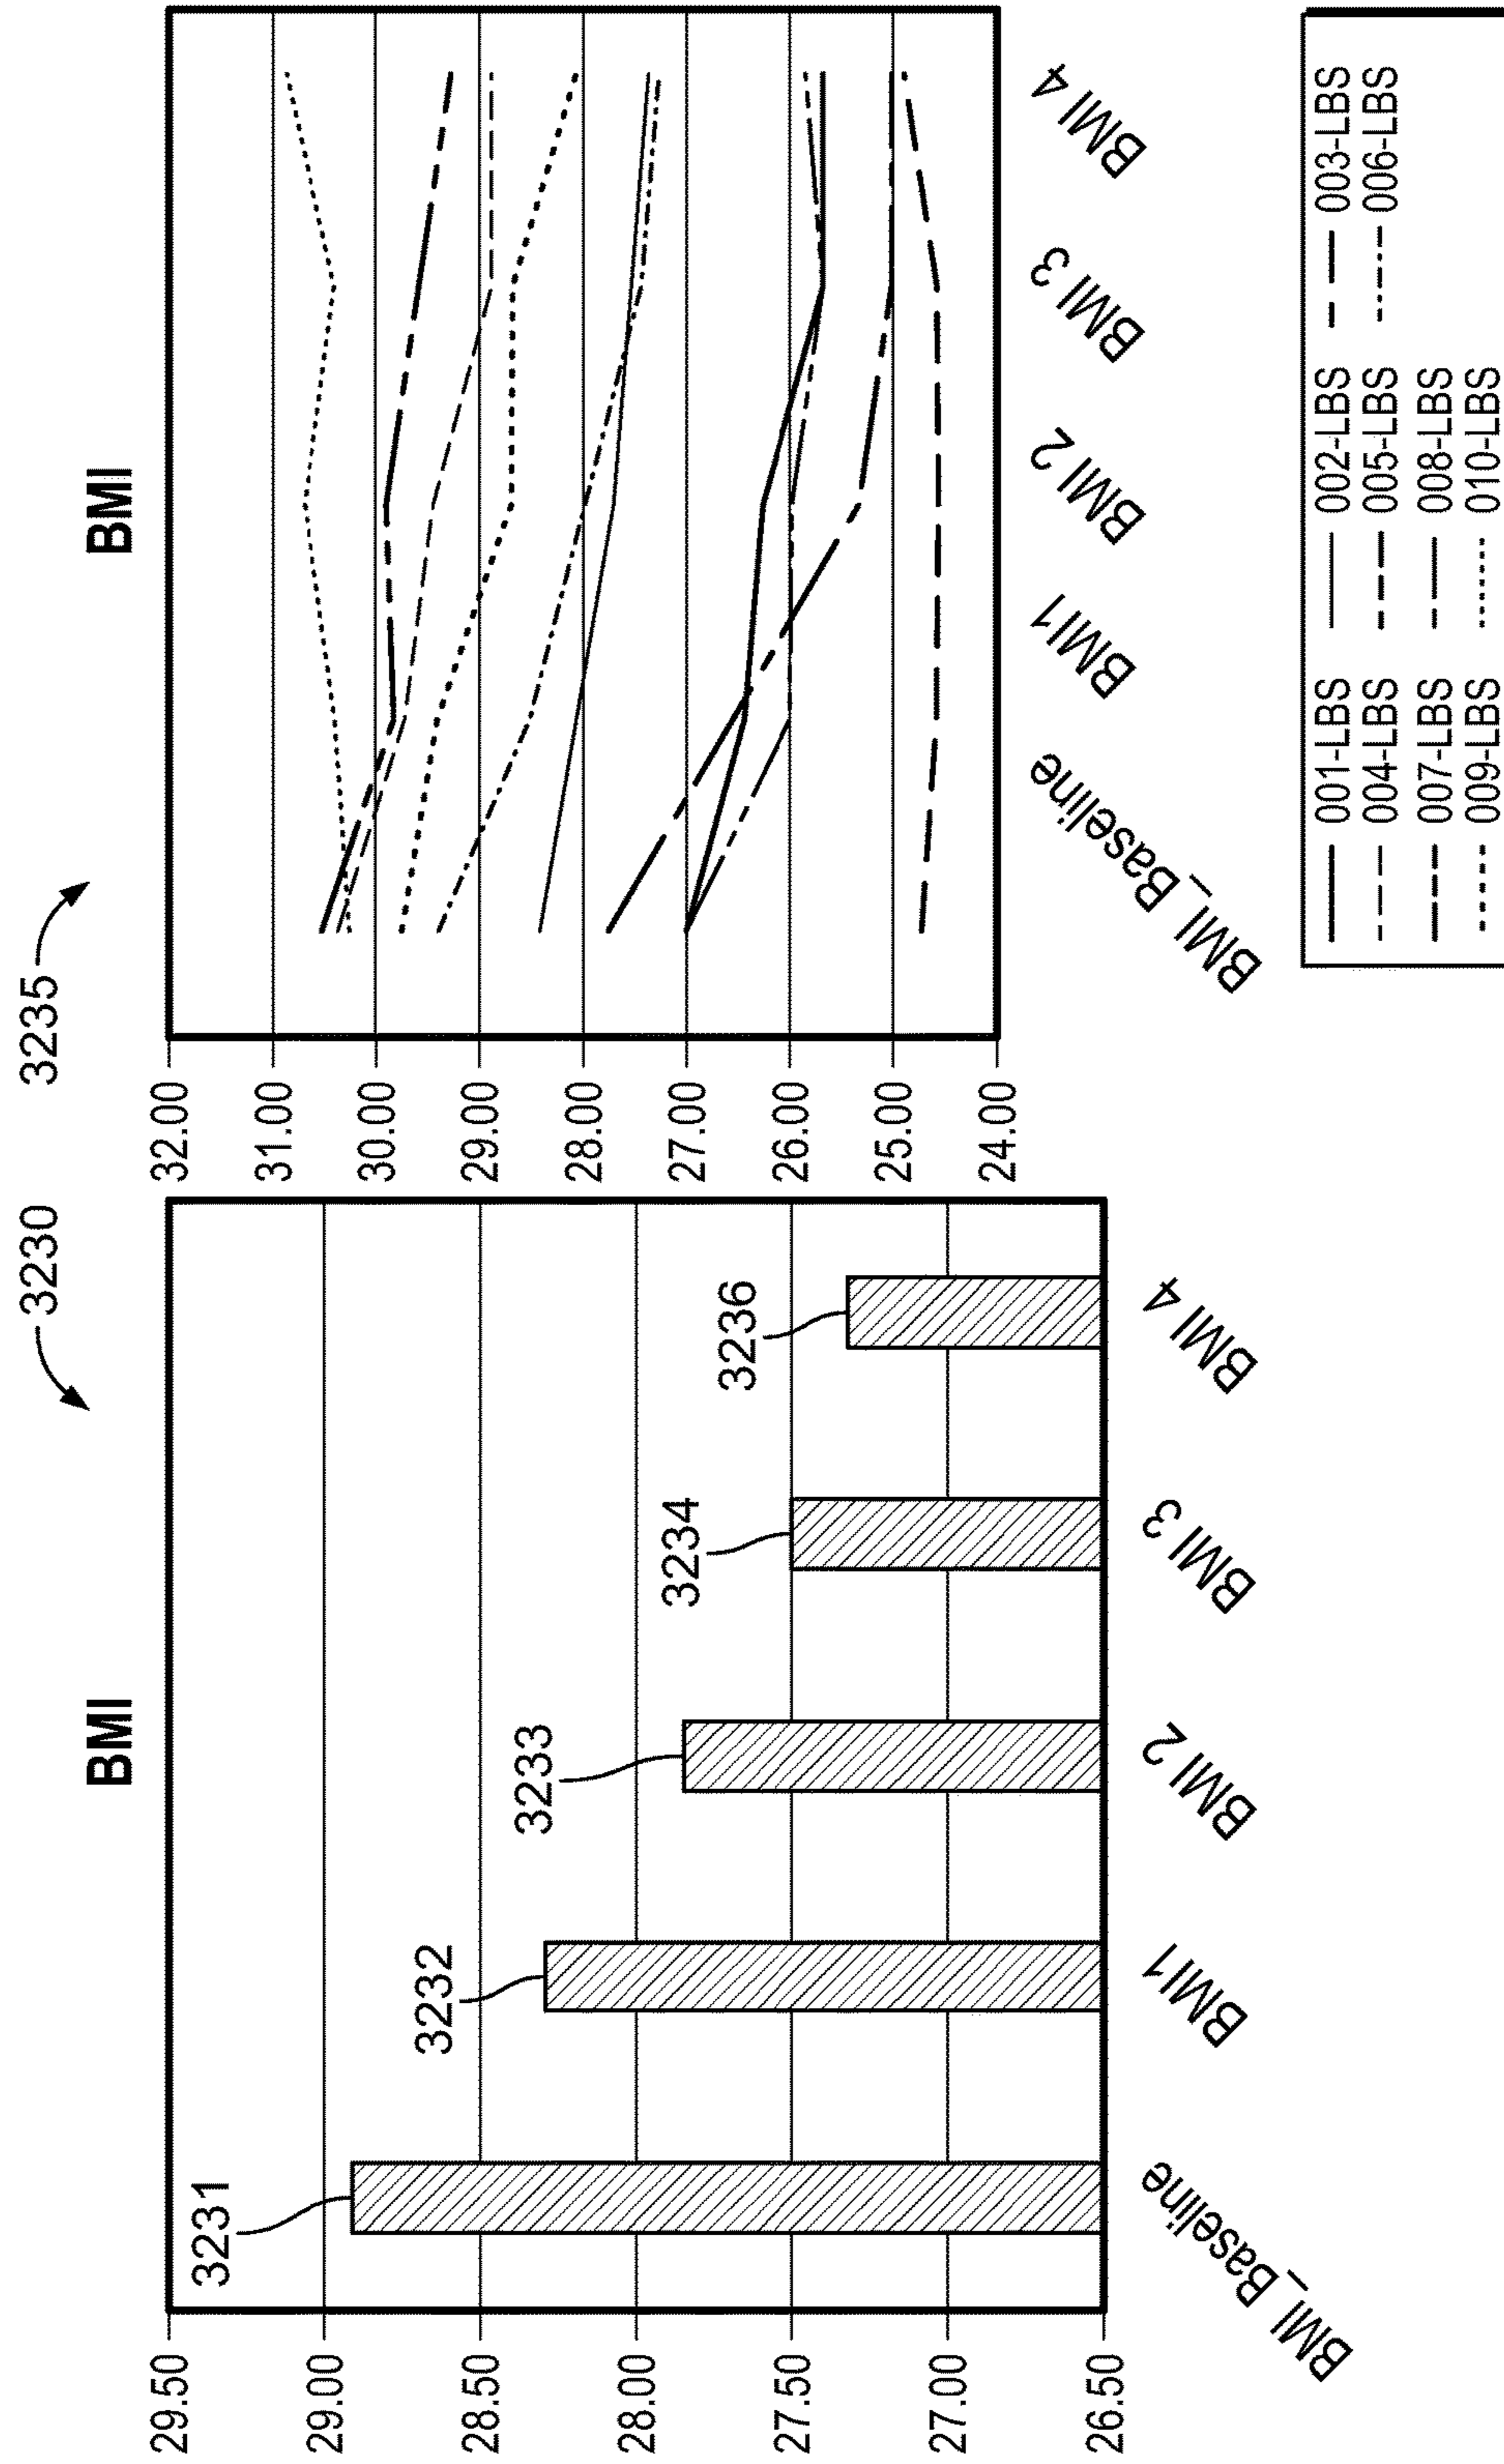 3230
BMI
29.50
29.00
28.50
28.00
27.50
27.00
26.50
3231
3232
3233
3234
3236
BMI_Baseline
BMI1
BMI 2
BMI 3
BMI 4
3235
BMI
32.00
31.00
30.00
29.00
28.00
27.00
26.00
25.00
24.00
BMI_Baseline
BMI1
BMI 2
BMI 3
BMI 4
001-LBS 002-LBS 003-LBS
004-LBS 005-LBS 006-LBS
007-LBS 008-LBS
009-LBS 010-LBS